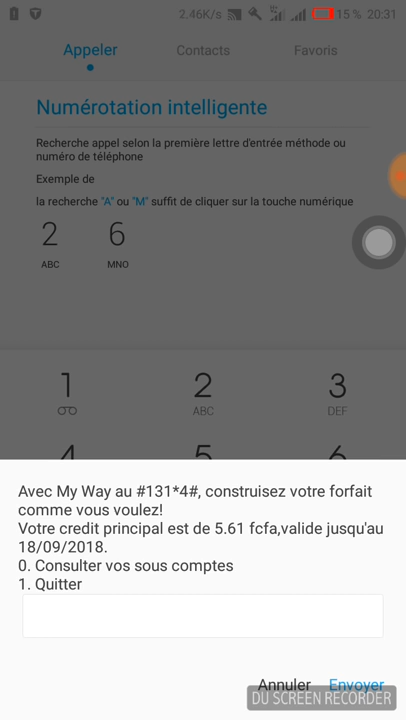 2.46K/s 15 % 20:31
Appeler Contacts Favoris
Numérotation intelligente
Recherche appel selon la première lettre d'entrée méthode ou
numéro de téléphone
Exemple de
la recherche "A" ou "M" suffit de cliquer sur la touche numérique
2 6
ABC MNO
1 2 3
ABC DEF
4 5 6
Avec My Way au #131*4#, construisez votre forfait
comme vous voulez!
Votre credit principal est de 5.61 fcfa,valide jusqu'au
18/09/2018.
0. Consulter vos sous comptes
1. Quitter
Annuler Envoyer
DU SCREEN RECORDER